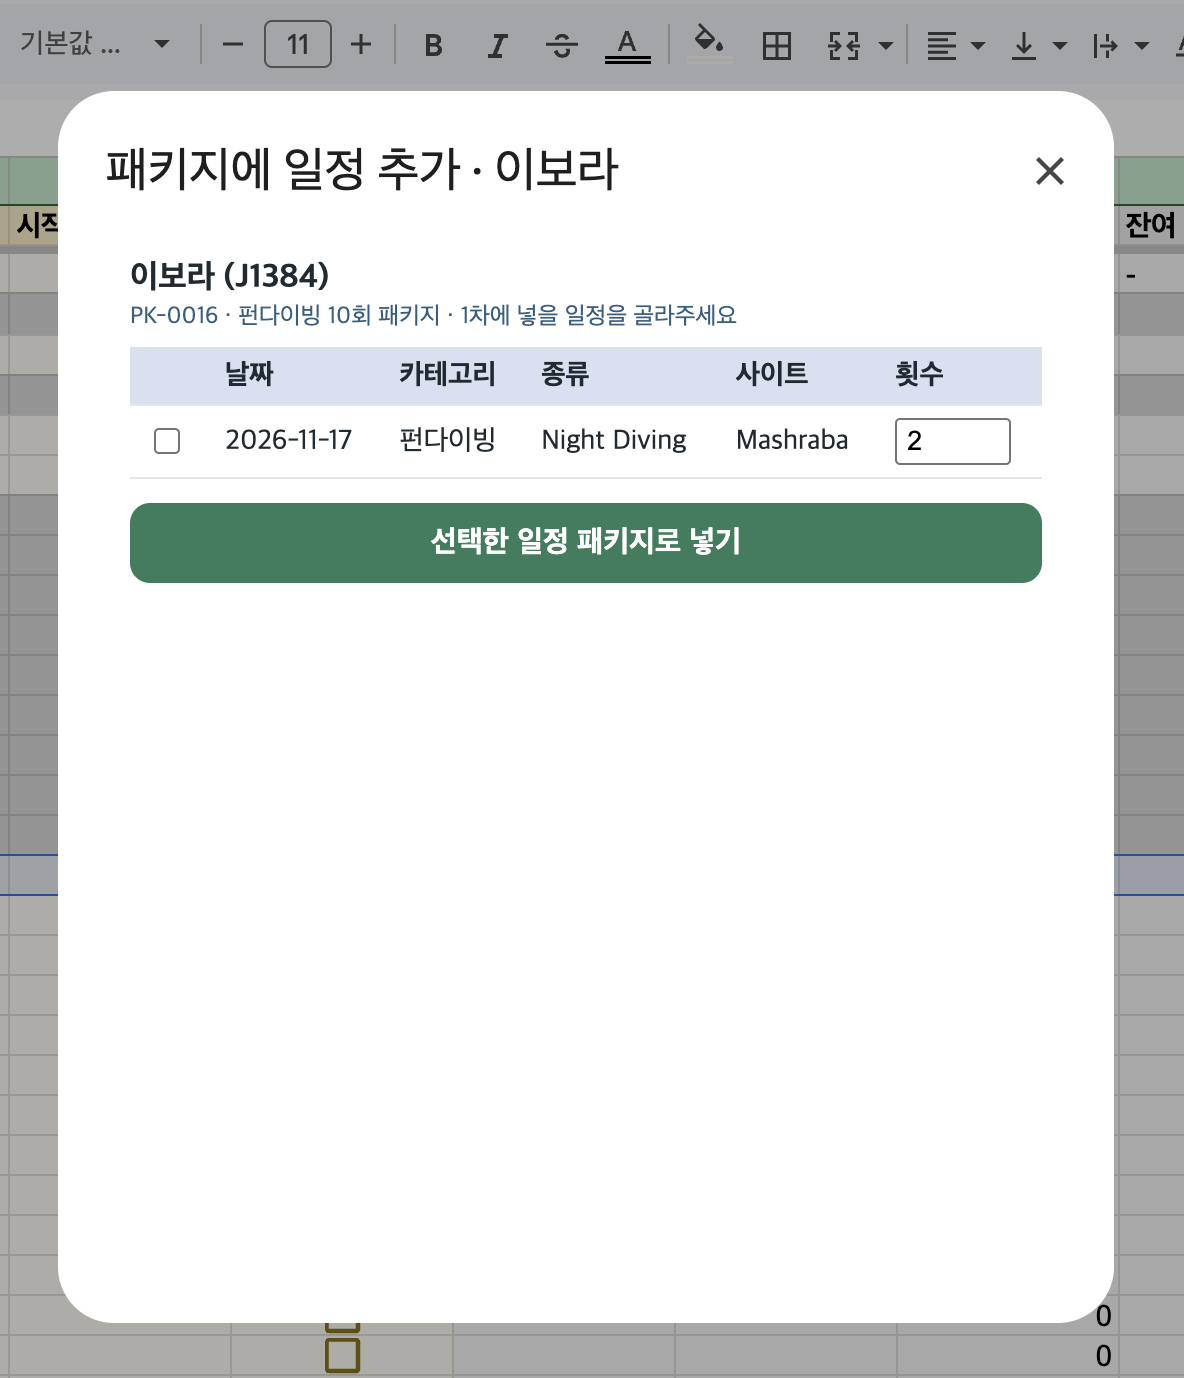 기본값 ...
11
B
I
S
A
패키지에 일정 추가 · 이보라
시작
잔여
이보라 (J1384)
-
PK-0016 · 펀다이빙 10회 패키지 · 1차에 넣을 일정을 골라주세요
날짜 카테고리 종류 사이트 횟수
2026-11-17 펀다이빙 Night Diving Mashraba 2
선택한 일정 패키지로 넣기
0
0